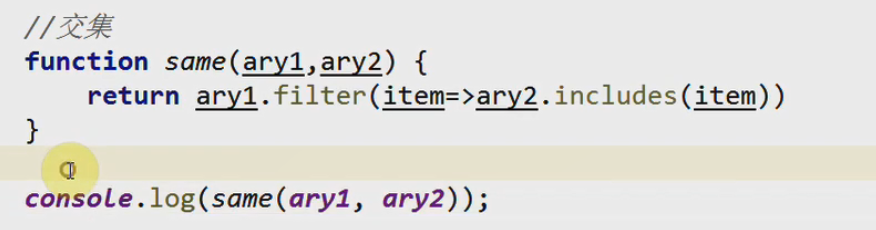 //交集
function same(ary1,ary2) {
    return ary1.filter(item=>ary2.includes(item))
}
console.log(same(ary1, ary2));